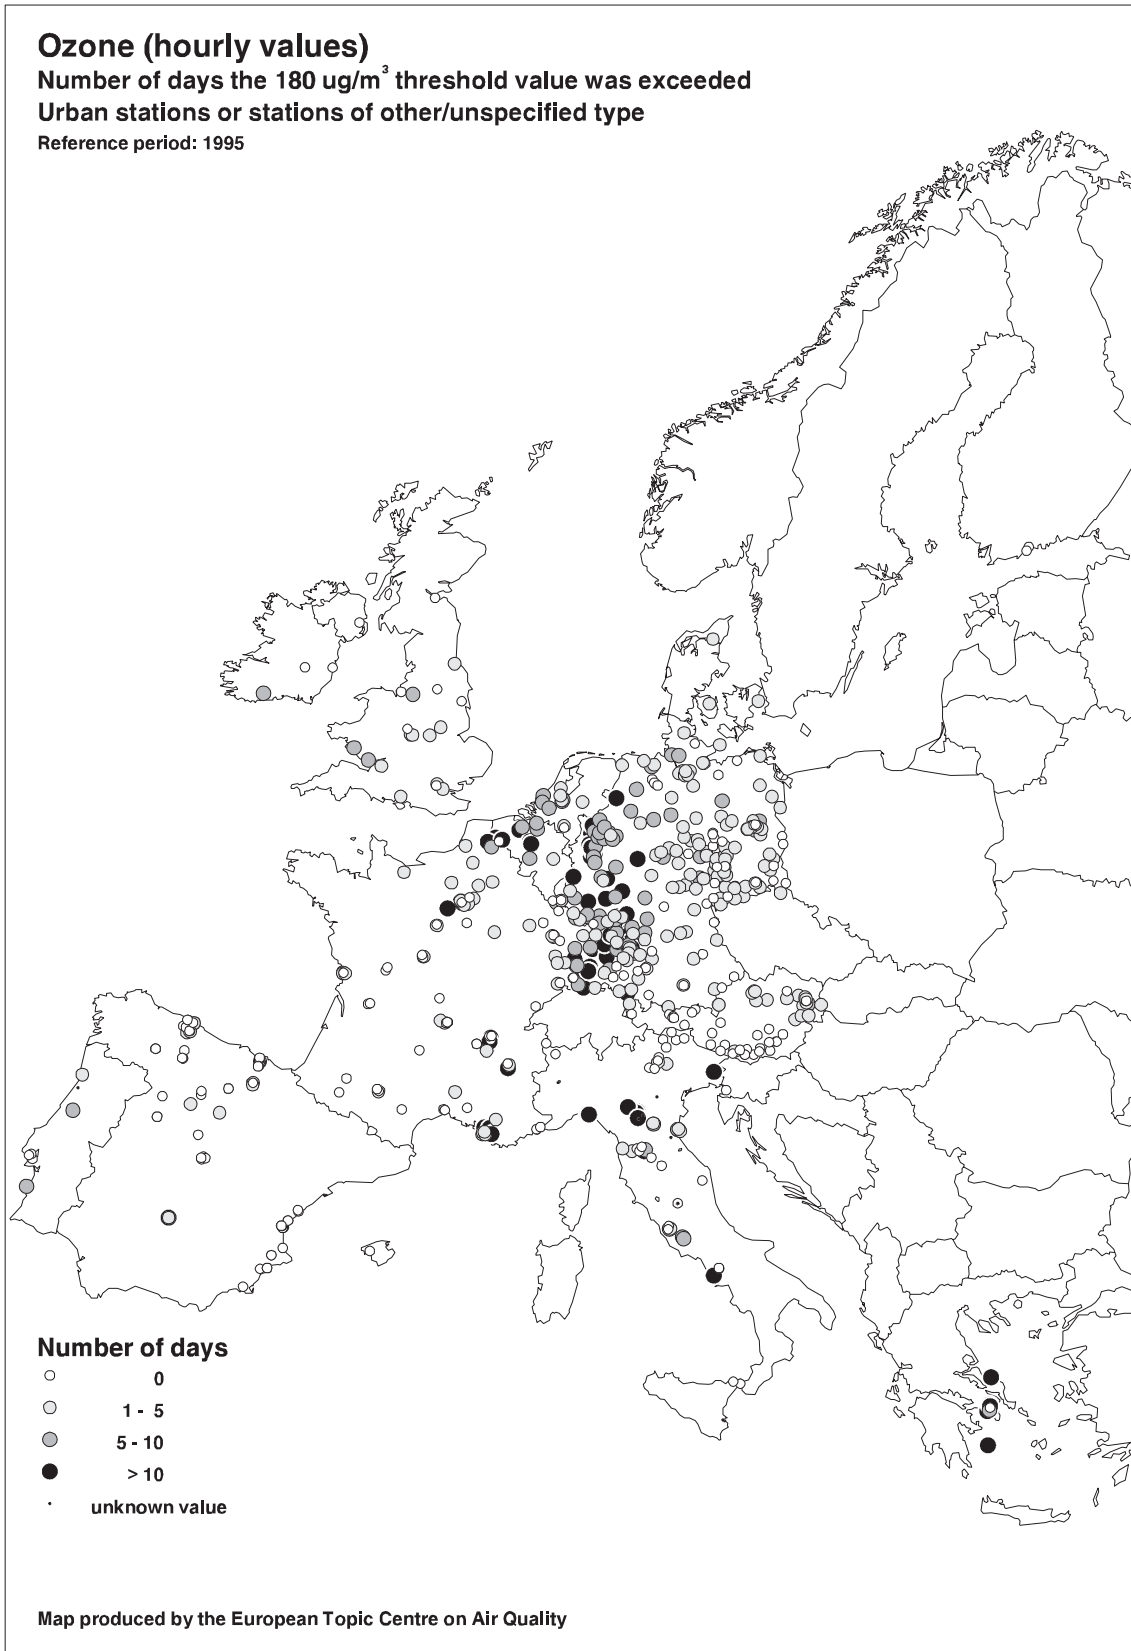 Ozone (hourly values)
Number of days the 180 ug/m³ threshold value was exceeded
Urban stations or stations of other/unspecified type
Reference period: 1995
Number of days
0
1 - 5
5 - 10
> 10
unknown value
Map produced by the European Topic Centre on Air Quality